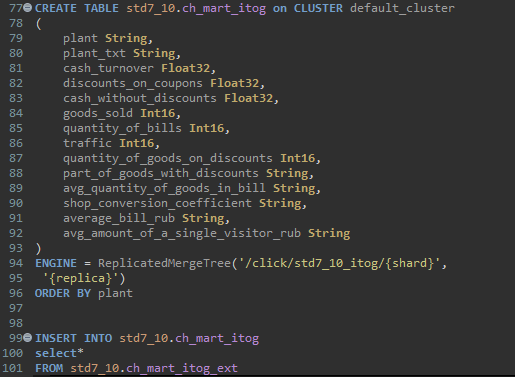 77 CREATE TABLE std7_10.ch_mart_itog on CLUSTER default_cluster
78 (
79     plant String,
80     plant_txt String,
81     cash_turnover Float32,
82     discounts_on_coupons Float32,
83     cash_without_discounts Float32,
84     goods_sold Int16,
85     quantity_of_bills Int16,
86     traffic Int16,
87     quantity_of_goods_on_discounts Int16,
88     part_of_goods_with_discounts String,
89     avg_quantity_of_goods_in_bill String,
90     shop_conversion_coefficient String,
91     average_bill_rub String,
92     avg_amount_of_a_single_visitor_rub String
93 )
94 ENGINE = ReplicatedMergeTree('/click/std7_10_itog/{shard}',
95  '{replica}')
96 ORDER BY plant
97
98
99 INSERT INTO std7_10.ch_mart_itog
100 select*
101 FROM std7_10.ch_mart_itog_ext